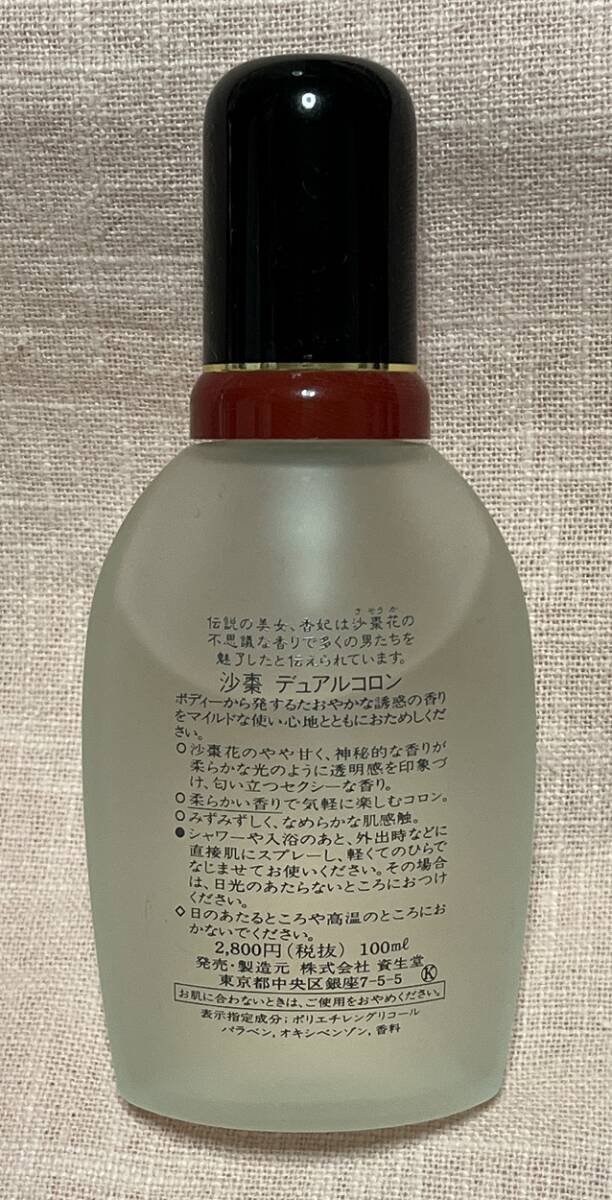 さそうか
伝説の美女、香妃は沙棗花の
不思議な香りで多くの男たちを
魅了したと伝えられています。
沙棗 デュアルコロン
ボディーから発するたおやかな誘惑の香り
をマイルドな使い心地とともにおためしくだ
さい。
○沙棗花のやや甘く、神秘的な香りが
柔らかな光のように透明感を印象づ
け、匂い立つセクシーな香り。
○柔らかい香りで気軽に楽しむコロン。
○みずみずしく、なめらかな肌感触。
●シャワーや入浴のあと、外出時などに
直接肌にスプレーし、軽くてのひらで
なじませてお使いください。その場合
は、日光のあたらないところにおつけ
ください。
◇日のあたるところや高温のところにお
かないでください。
2,800円(税抜) 100ml
発売・製造元 株式会社 資生堂
東京都中央区銀座7-5-5 Ⓚ
お肌に合わないときは、ご使用をおやめください。
表示指定成分;ポリエチレングリコール
パラベン,オキシベンゾン,香料